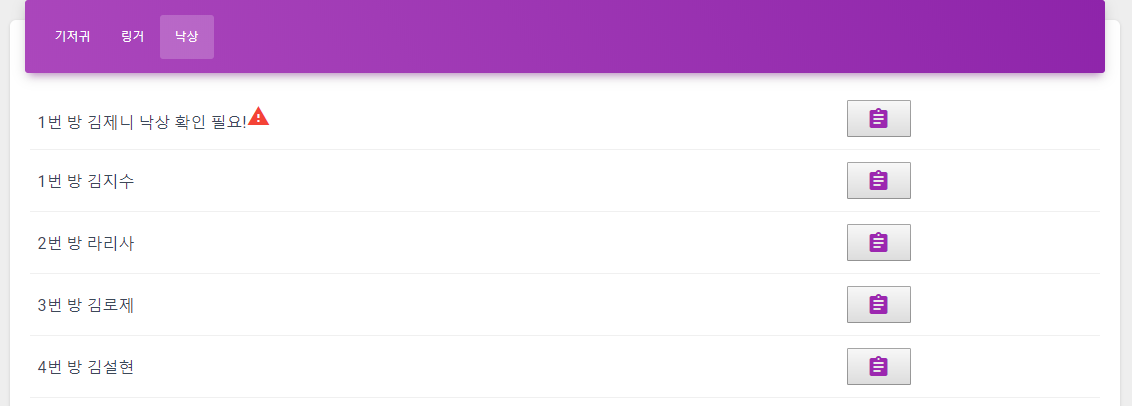 기저귀 링거 낙상
1번 방 김제니 낙상 확인 필요!
1번 방 김지수
2번 방 라리사
3번 방 김로제
4번 방 김설현